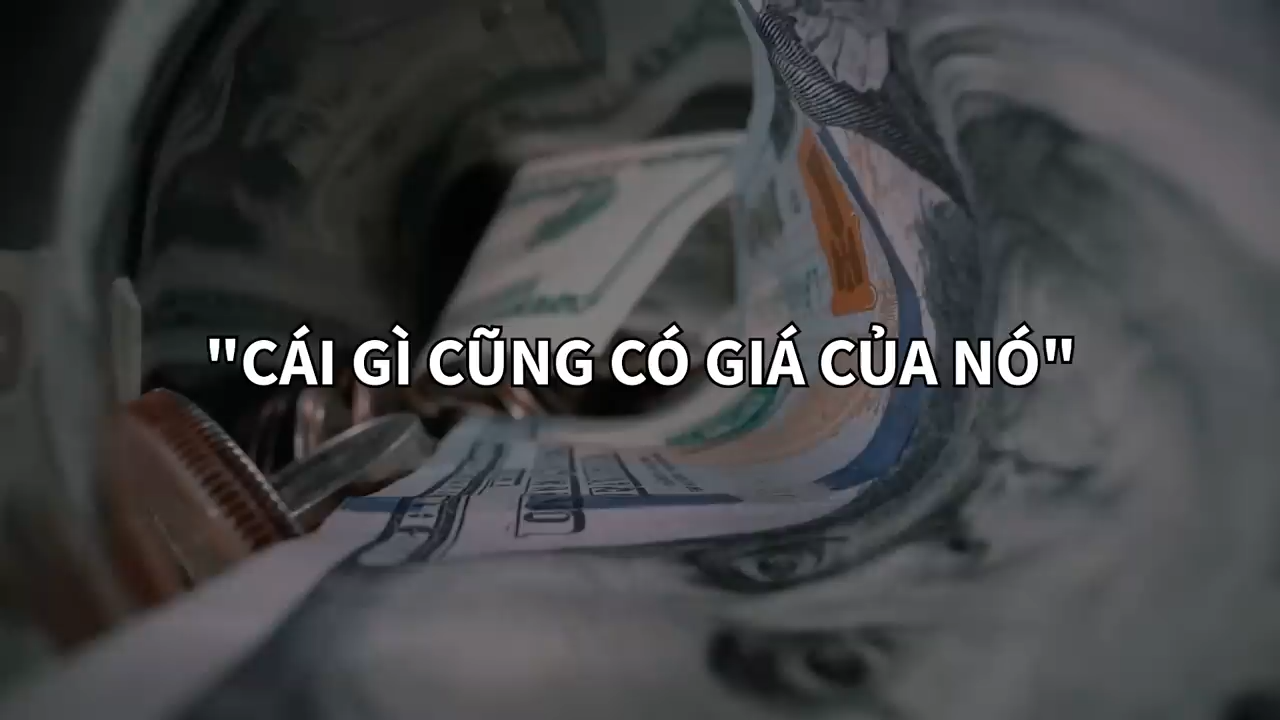 "CÁI GÌ CŨNG CÓ GIÁ CỦA NÓ"